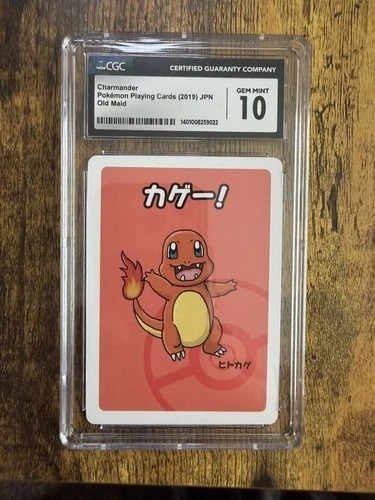 CGC
CERTIFIED GUARANTY COMPANY
Charmander
Pokémon Playing Cards (2019) JPN
Old Maid
1401008259022
GEM MINT
10
カゲー!
ヒトカゲ